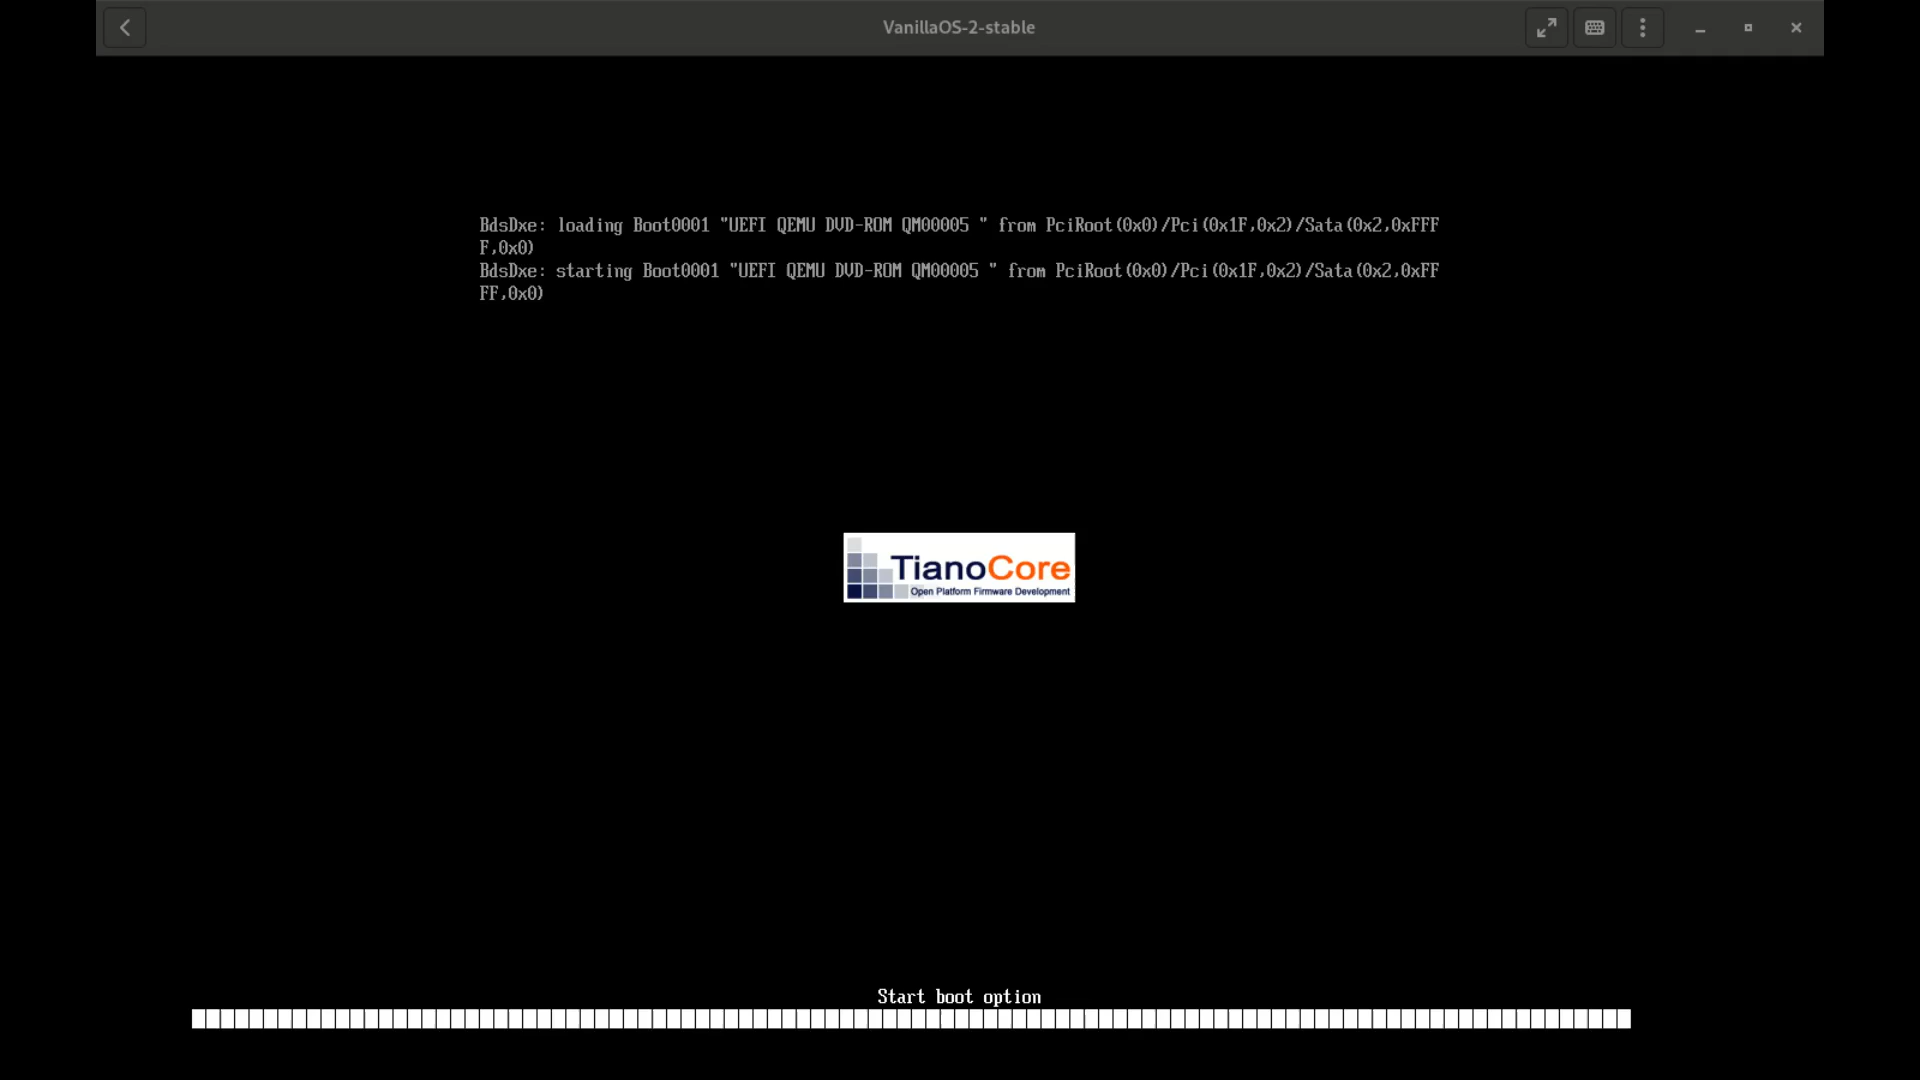 VanillaOS-2-stable
BdsDxe: loading Boot0001 "UEFI QEMU DVD-ROM QM00005 " from PciRoot(0x0)/Pci(0x1F,0x2)/Sata(0x2,0xFFF
F,0x0)
BdsDxe: starting Boot0001 "UEFI QEMU DVD-ROM QM00005 " from PciRoot(0x0)/Pci(0x1F,0x2)/Sata(0x2,0xFF
FF,0x0)
TianoCore
Open Platform Firmware Development
Start boot option